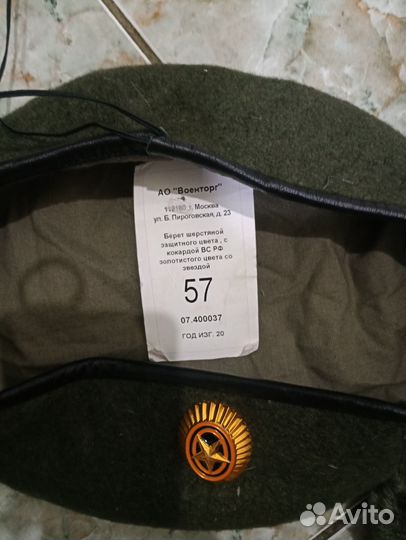 АО "Военторг"
г. Москва
ул. Б. Пироговская, д. 23
Берет шерстяной
защитного цвета , с
кокардой ВС РФ
золотистого цвета со
звездой
57
07.400037
ГОД ИЗГ. 20
Avito